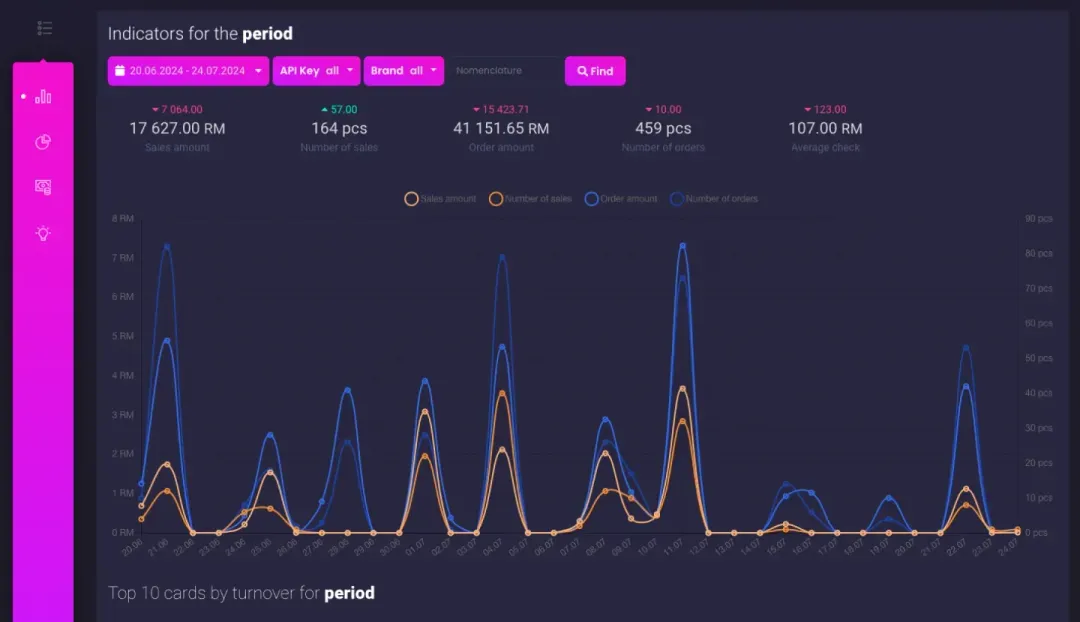 Indicators for the period
20.06.2024 - 24.07.2024 API Key all Brand all Nomenclature Find
7 064.00 57.00 15 423.71 10.00 123.00
17 627.00 RM 164 pcs 41 151.65 RM 459 pcs 107.00 RM
Sales amount Number of sales Order amount Number of orders Average check
Sales amount Number of sales Order amount Number of orders
8 RM 90 pcs
80 pcs
7 RM
70 pcs
6 RM
60 pcs
5 RM
50 pcs
4 RM
40 pcs
3 RM
30 pcs
2 RM
20 pcs
1 RM 10 pcs
0 RM 0 pcs
20.06 21.06 22.06 23.06 24.06 25.06 26.06 27.06 28.06 29.06 30.06 01.07 02.07 03.07 04.07 05.07 06.07 07.07 08.07 09.07 10.07 11.07 12.07 13.07 14.07 15.07 16.07 17.07 18.07 19.07 20.07 21.07 22.07 23.07 24.07
Top 10 cards by turnover for period